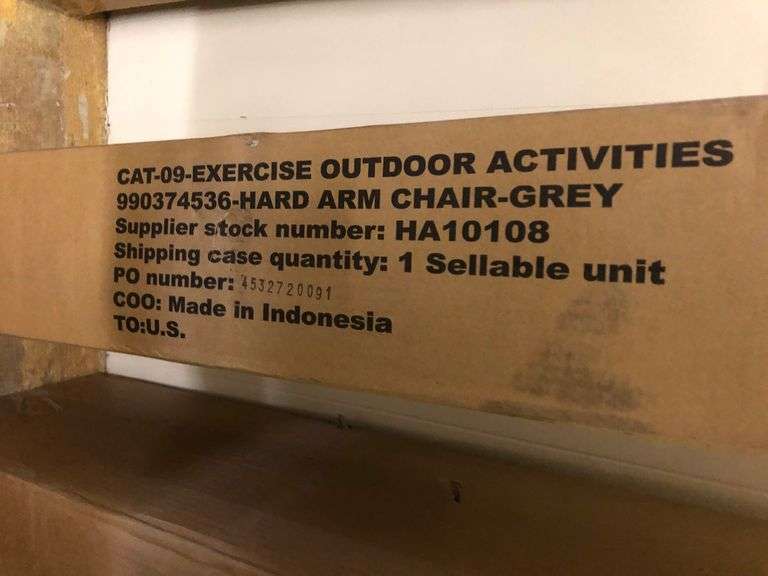 CAT-09-EXERCISE OUTDOOR ACTIVITIES
990374536-HARD ARM CHAIR-GREY
Supplier stock number: HA10108
Shipping case quantity: 1 Sellable unit
PO number: 4532720091
COO: Made in Indonesia
TO:U.S.